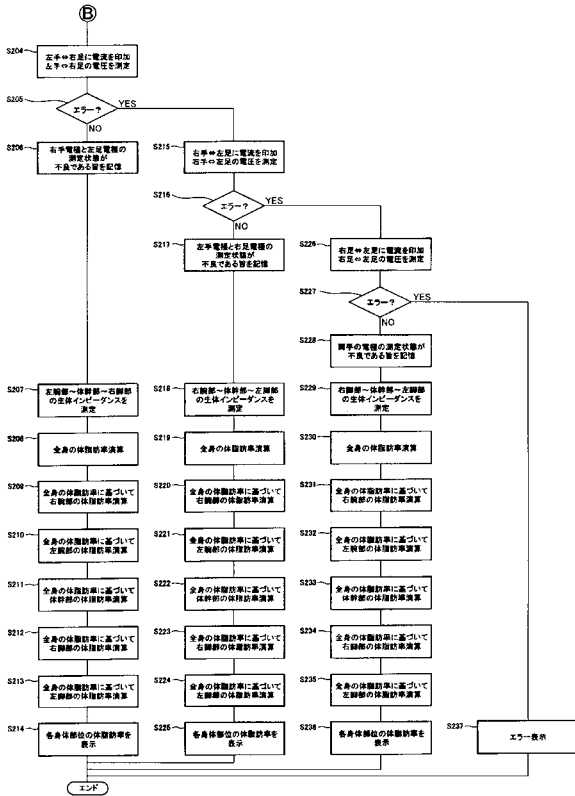 B
S204
左手⇔右足に電流を印加
左手⇔右足の電圧を測定
S205
エラー?
YES
NO
S206
右手電極と左足電極の
測定状態が
不良である旨を記憶
S207
左腕部～体幹部～右脚部
の生体インピーダンスを
測定
S208
全身の体脂肪率演算
S209
全身の体脂肪率に基づいて
右腕部の体脂肪率演算
S210
全身の体脂肪率に基づいて
左腕部の体脂肪率演算
S211
全身の体脂肪率に基づいて
体幹部の体脂肪率演算
S212
全身の体脂肪率に基づいて
右脚部の体脂肪率演算
S213
全身の体脂肪率に基づいて
左脚部の体脂肪率演算
S214
各身体部位の体脂肪率を
表示
S215
右手⇔左足に電流を印加
右手⇔左足の電圧を測定
S216
エラー?
YES
NO
S217
左手電極と右足電極の
測定状態が
不良である旨を記憶
S218
右腕部～体幹部～左脚部
の生体インピーダンスを
測定
S219
全身の体脂肪率演算
S220
全身の体脂肪率に基づいて
右腕部の体脂肪率演算
S221
全身の体脂肪率に基づいて
左腕部の体脂肪率演算
S222
全身の体脂肪率に基づいて
体幹部の体脂肪率演算
S223
全身の体脂肪率に基づいて
右脚部の体脂肪率演算
S224
全身の体脂肪率に基づいて
左脚部の体脂肪率演算
S225
各身体部位の体脂肪率を
表示
S226
右足⇔左足に電流を印加
右足⇔左足の電圧を測定
S227
エラー?
YES
NO
S228
両手の電極の測定状態が
不良である旨を記憶
S229
右脚部～体幹部～左脚部
の生体インピーダンスを
測定
S230
全身の体脂肪率演算
S231
全身の体脂肪率に基づいて
右腕部の体脂肪率演算
S232
全身の体脂肪率に基づいて
左腕部の体脂肪率演算
S233
全身の体脂肪率に基づいて
体幹部の体脂肪率演算
S234
全身の体脂肪率に基づいて
右脚部の体脂肪率演算
S235
全身の体脂肪率に基づいて
左脚部の体脂肪率演算
S236
各身体部位の体脂肪率を
表示
S237
エラー表示
エンド